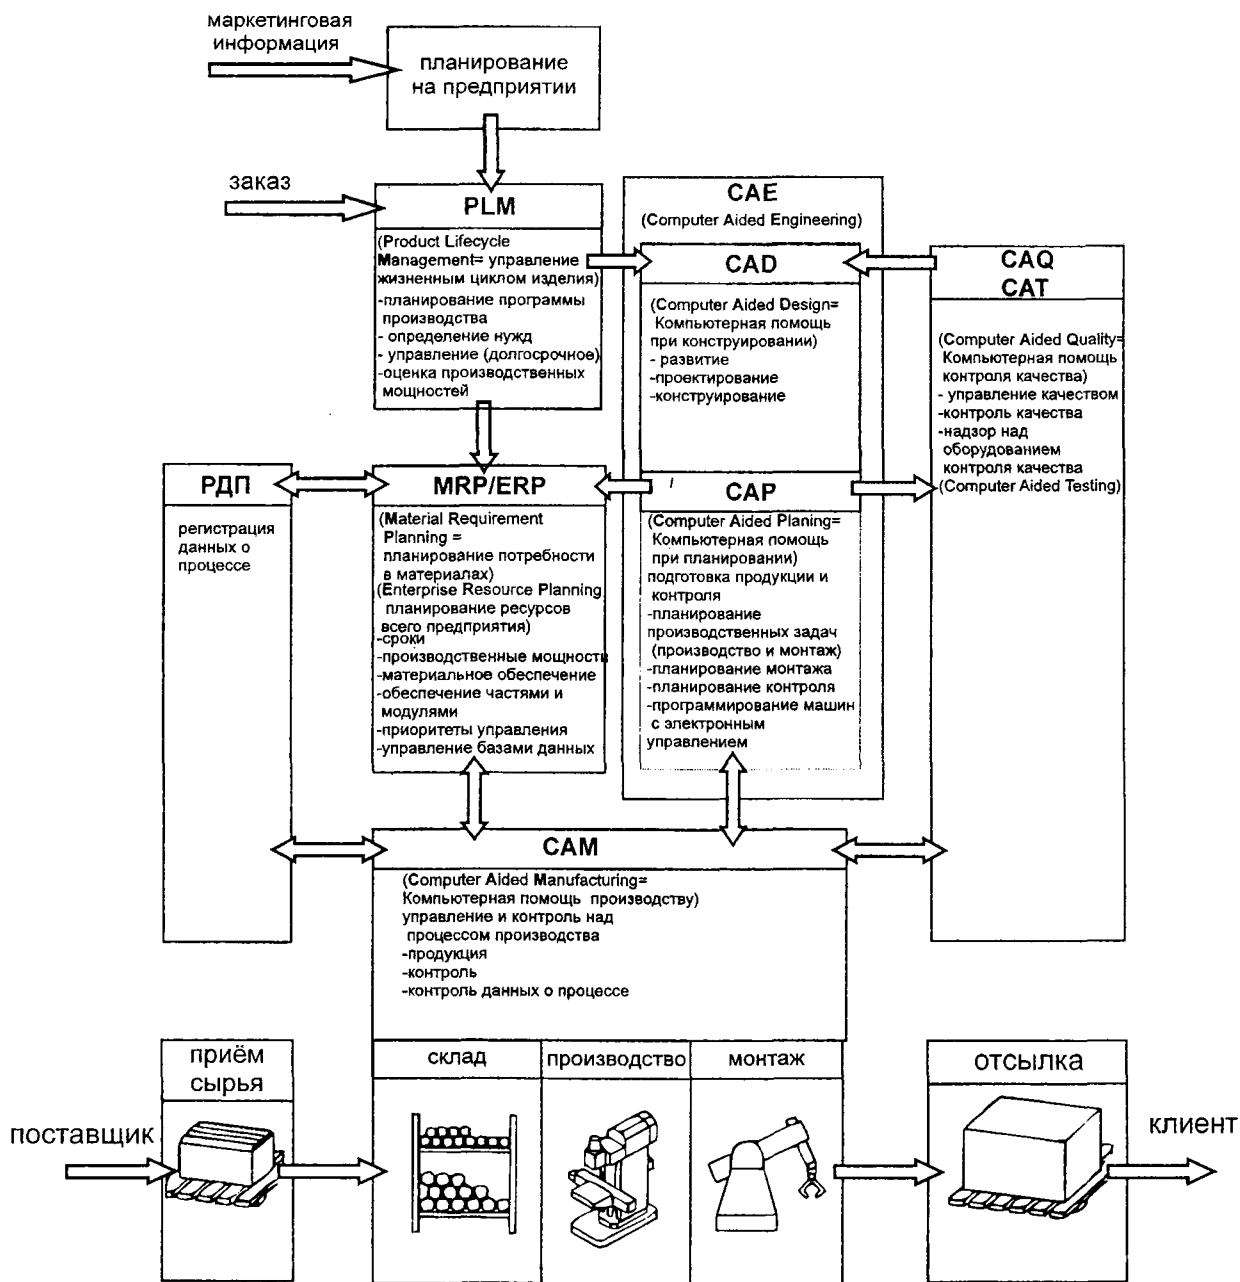 маркетинговая
информация
планирование
на предприятии
заказ
PLM
(Product Lifecycle
Management= управление
жизненным циклом изделия)
-планирование программы
производства
- определение нужд
- управление (долгосрочное)
-оценка производственных
мощностей
CAE
(Computer Aided Engineering)
CAD
(Computer Aided Design=
Компьютерная помощь
при конструировании)
- развитие
-проектирование
-конструирование
CAQ
CAT
(Computer Aided Quality=
Компьютерная помощь
контроля качества)
- управление качеством
-контроль качества
-надзор над
оборудованием
контроля качества
(Computer Aided Testing)
РДП
регистрация
данных о
процессе
MRP/ERP
(Material Requirement
Planning =
планирование потребности
в материалах)
(Enterprise Resource Planning
планирование ресурсов
всего предприятия)
-сроки
-производственные мощности
-материальное обеспечение
-обеспечение частями и
модулями
-приоритеты управления
-управление базами данных
CAP
(Computer Aided Planing=
Компьютерная помощь
при планировании)
подготовка продукции и
контроля
-планирование
производственных задач
(производство и монтаж)
-планирование монтажа
-планирование контроля
-программирование машин
с электронным
управлением
CAM
(Computer Aided Manufacturing=
Компьютерная помощь производству)
управление и контроль над
процессом производства
-продукция
-контроль
-контроль данных о процессе
приём
сырья
склад
производство
монтаж
отсылка
поставщик
клиент